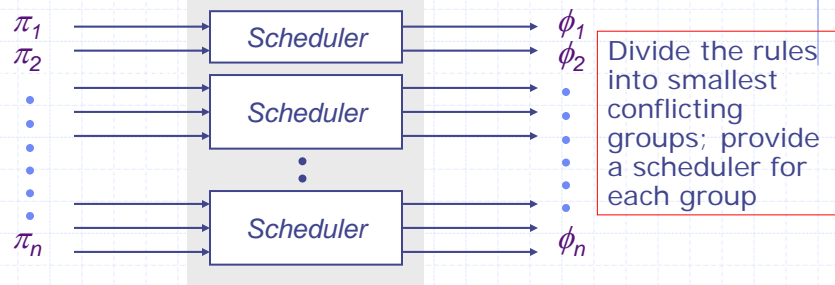 π1
π2
πn
Scheduler
Scheduler
Scheduler
ϕ1
ϕ2
ϕn
Divide the rules
into smallest
conflicting
groups; provide
a scheduler for
each group